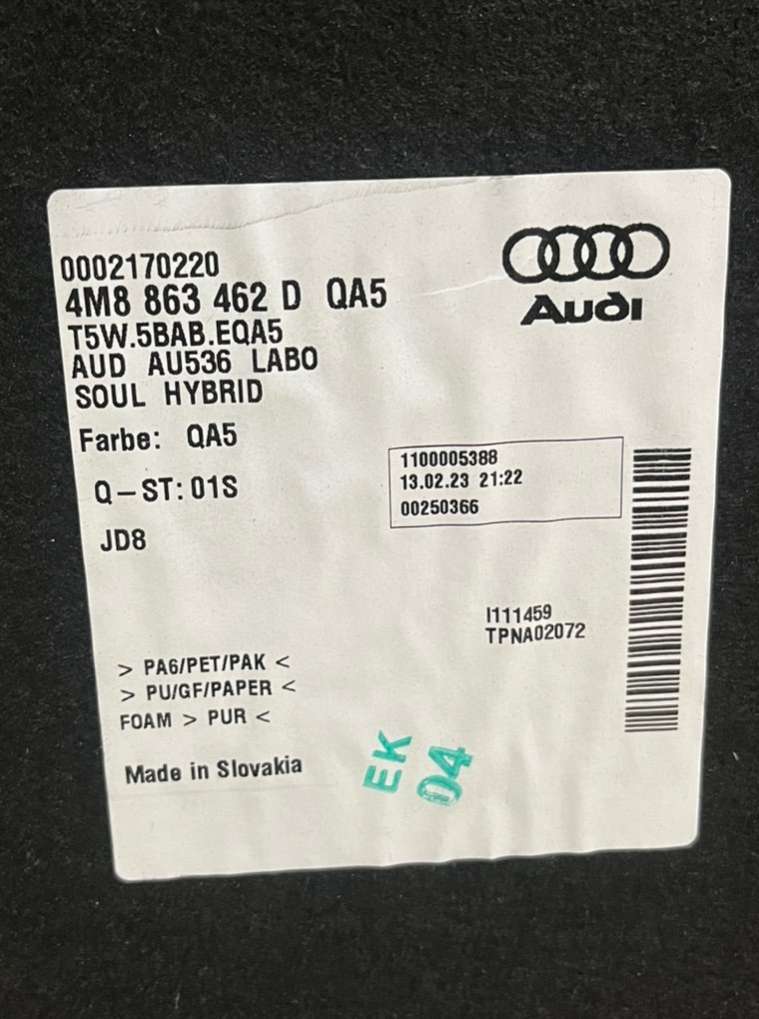 0002170220
4M8 863 462 D QA5
T5W.5BAB.EQA5
AUD AU536 LABO
SOUL HYBRID
Audi
Farbe: QA5
Q-ST: 01S
JD8
1100005388
13.02.23 21:22
00250366
I111459
TPNA02072
> PA6/PET/PAK <
> PU/GF/PAPER <
FOAM > PUR <
Made in Slovakia
EK
04